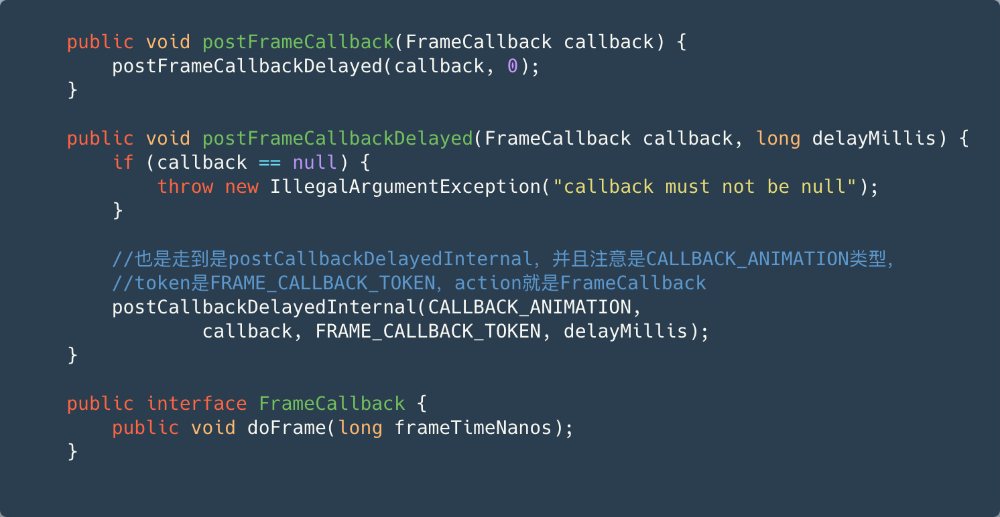 public void postFrameCallback(FrameCallback callback) {
    postFrameCallbackDelayed(callback, 0);
}

public void postFrameCallbackDelayed(FrameCallback callback, long delayMillis) {
    if (callback == null) {
        throw new IllegalArgumentException("callback must not be null");
    }

    //也是走到是postCallbackDelayedInternal，并且注意是CALLBACK_ANIMATION类型，
    //token是FRAME_CALLBACK_TOKEN，action就是FrameCallback
    postCallbackDelayedInternal(CALLBACK_ANIMATION,
            callback, FRAME_CALLBACK_TOKEN, delayMillis);
}

public interface FrameCallback {
    public void doFrame(long frameTimeNanos);
}